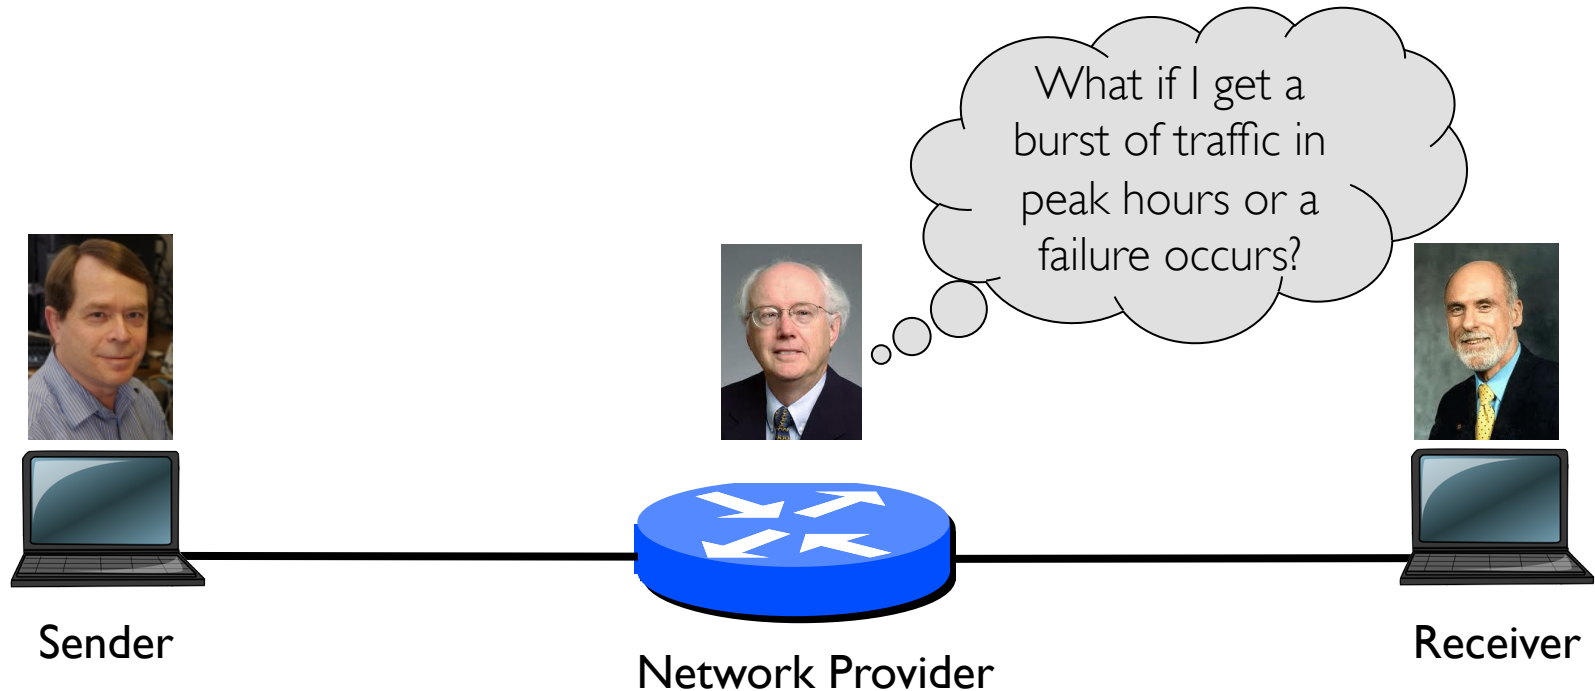 What if I get a
burst of traffic in
peak hours or a
failure occurs?
Sender
Network Provider
Receiver